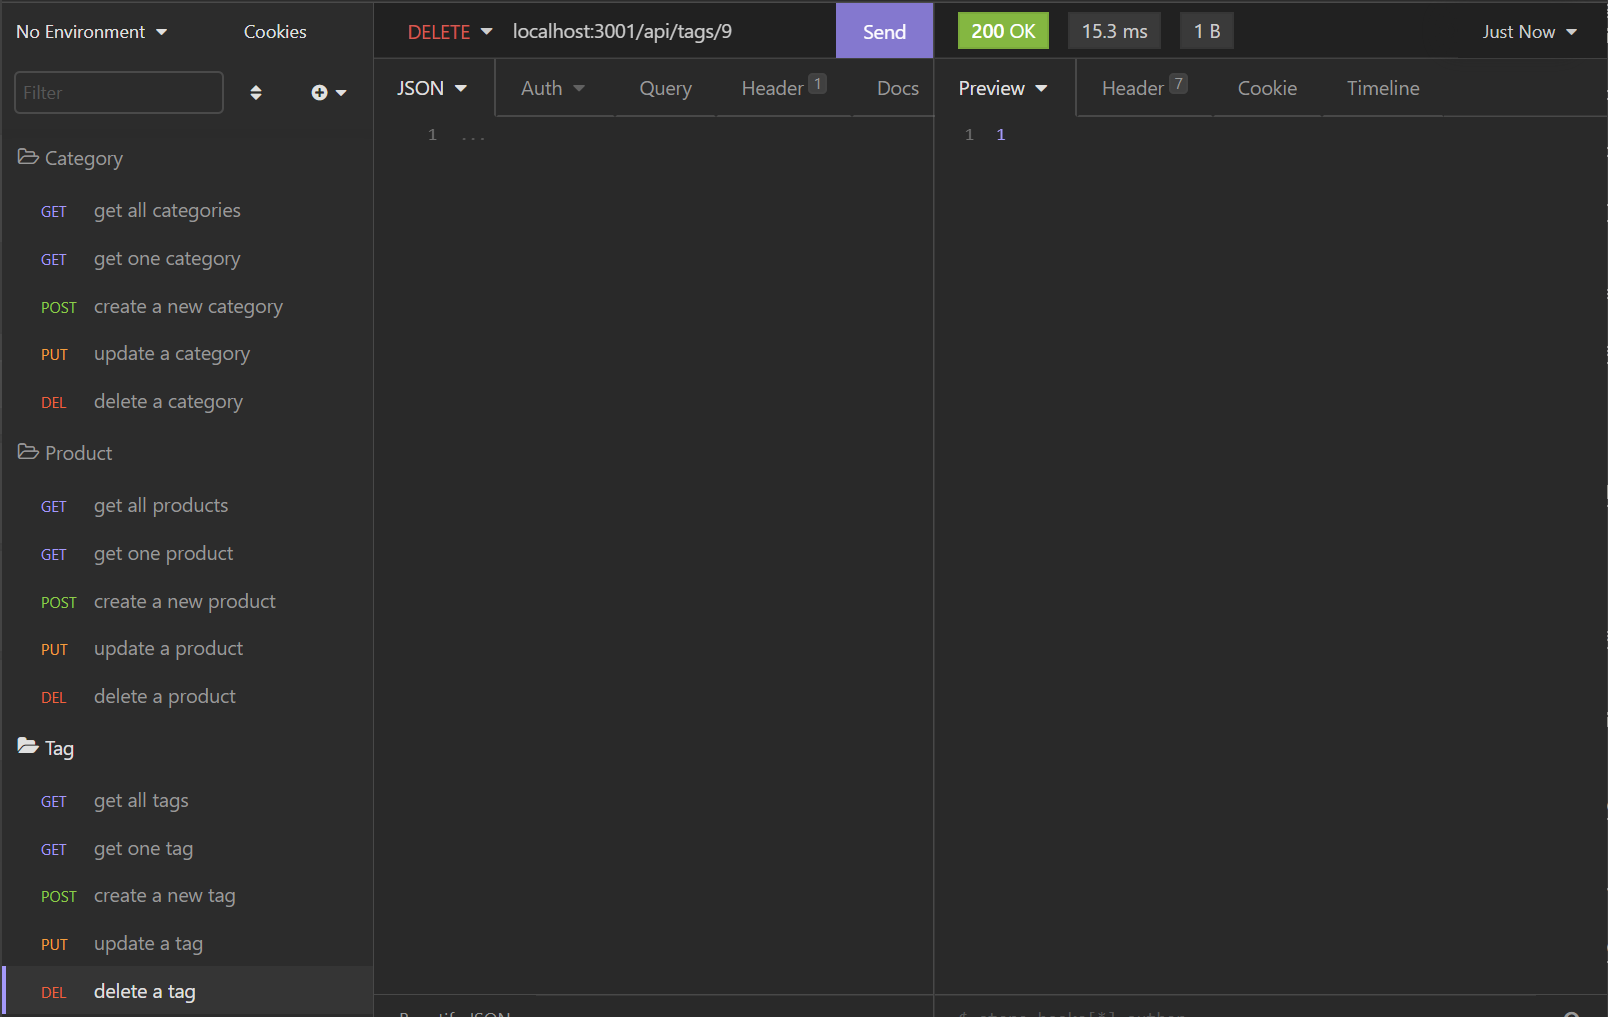 No Environment Cookies
Filter
Category
GET get all categories
GET get one category
POST create a new category
PUT update a category
DEL delete a category
Product
GET get all products
GET get one product
POST create a new product
PUT update a product
DEL delete a product
Tag
GET get all tags
GET get one tag
POST create a new tag
PUT update a tag
DEL delete a tag
DELETE localhost:3001/api/tags/9 Send
JSON Auth Query Header 1 Docs
1 ...
200 OK 15.3 ms 1 B Just Now
Preview Header 7 Cookie Timeline
1 1